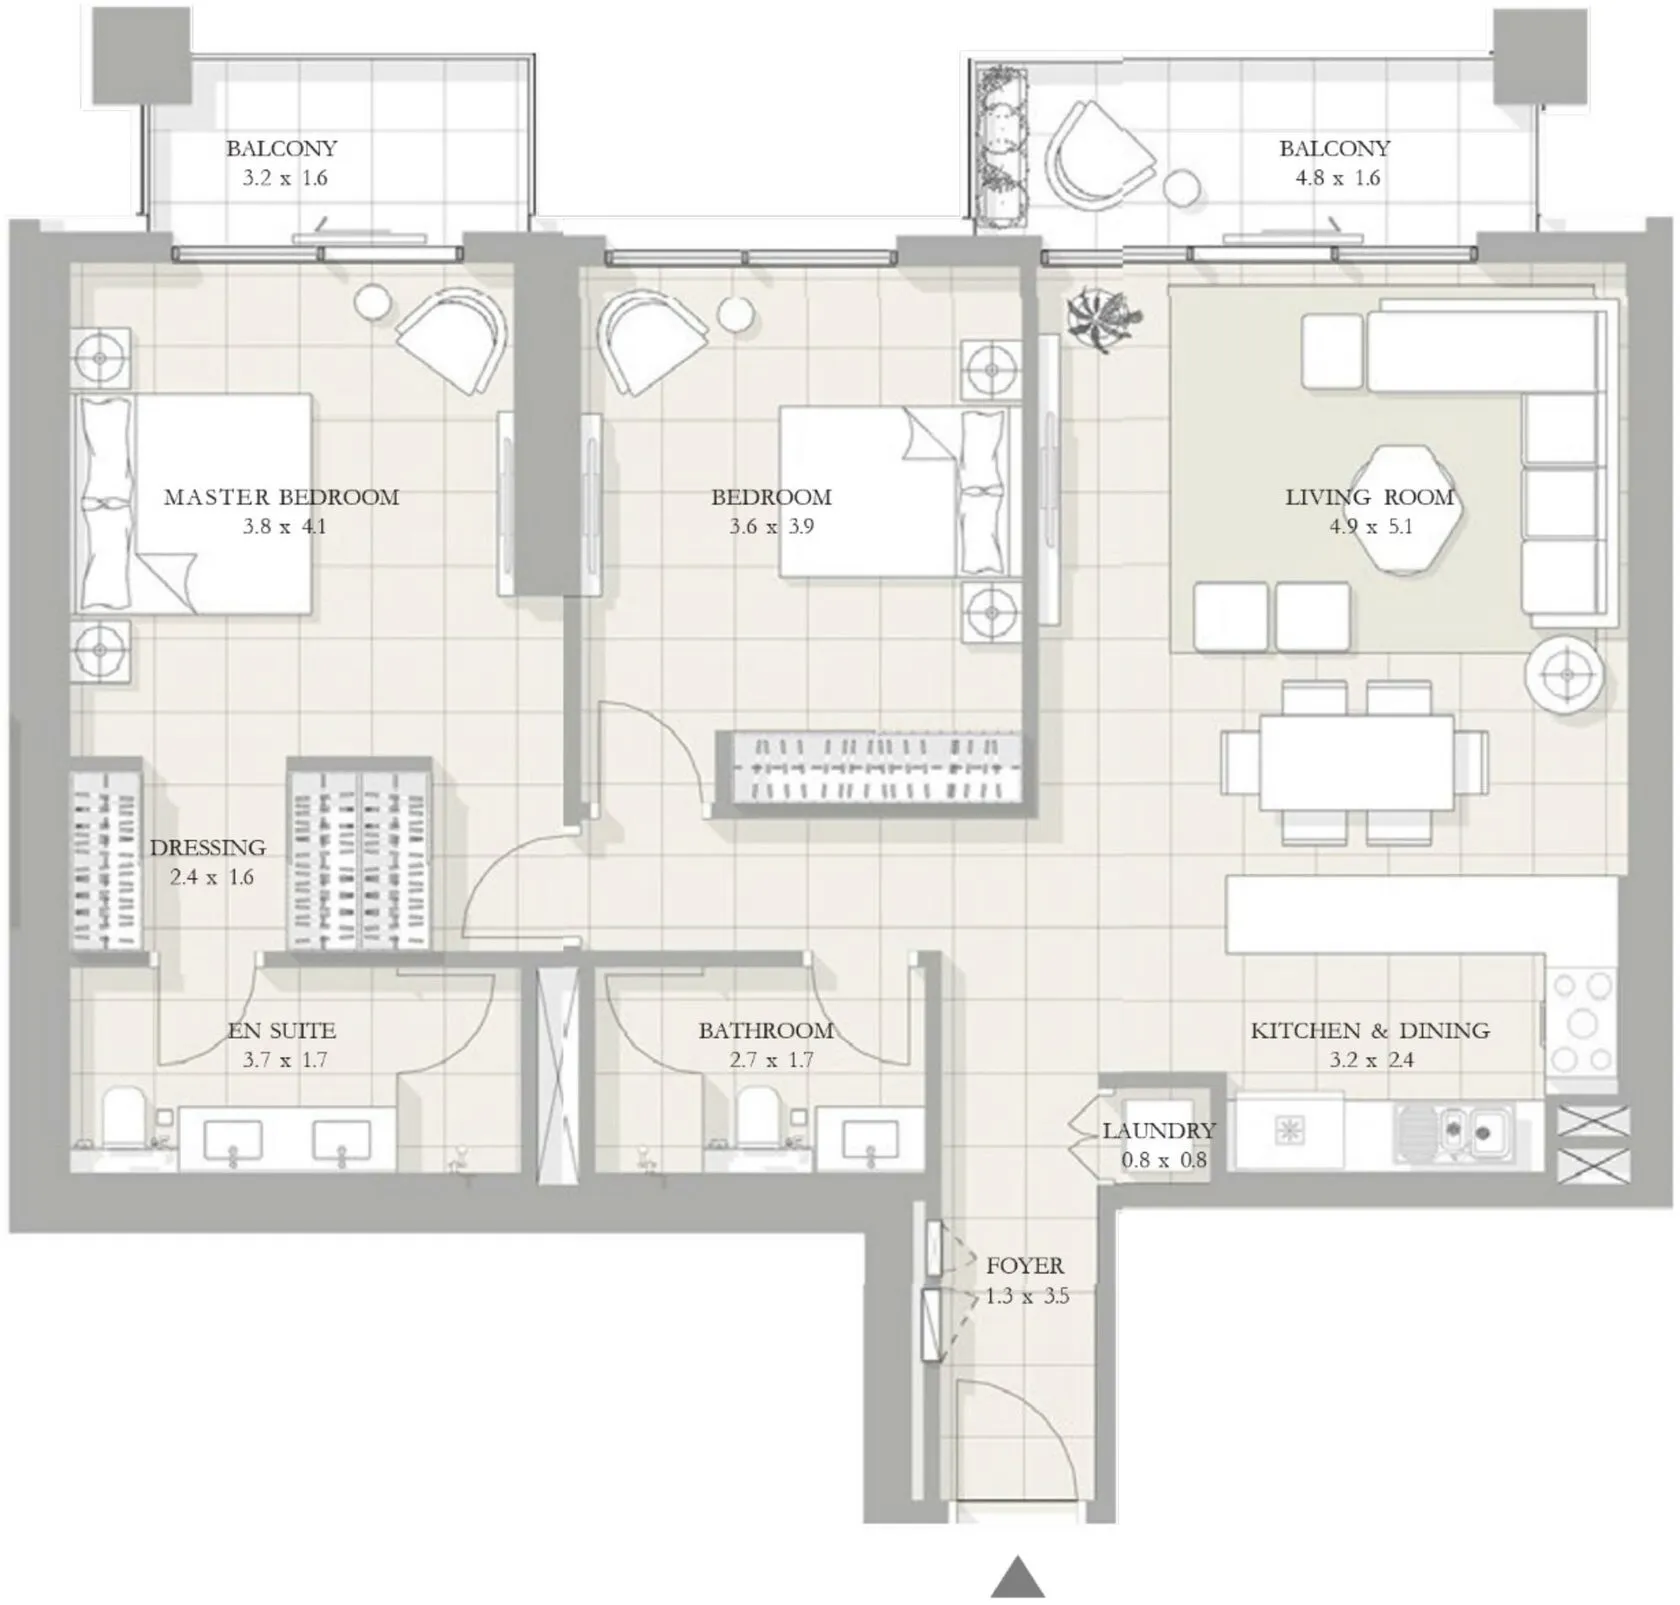 BALCONY
3.2 x 1.6
BALCONY
4.8 x 1.6
MASTER BEDROOM
3.8 x 4.1
BEDROOM
3.6 x 3.9
LIVING ROOM
4.9 x 5.1
DRESSING
2.4 x 1.6
EN SUITE
3.7 x 1.7
BATHROOM
2.7 x 1.7
KITCHEN & DINING
3.2 x 2.4
LAUNDRY
0.8 x 0.8
FOYER
1.3 x 3.5